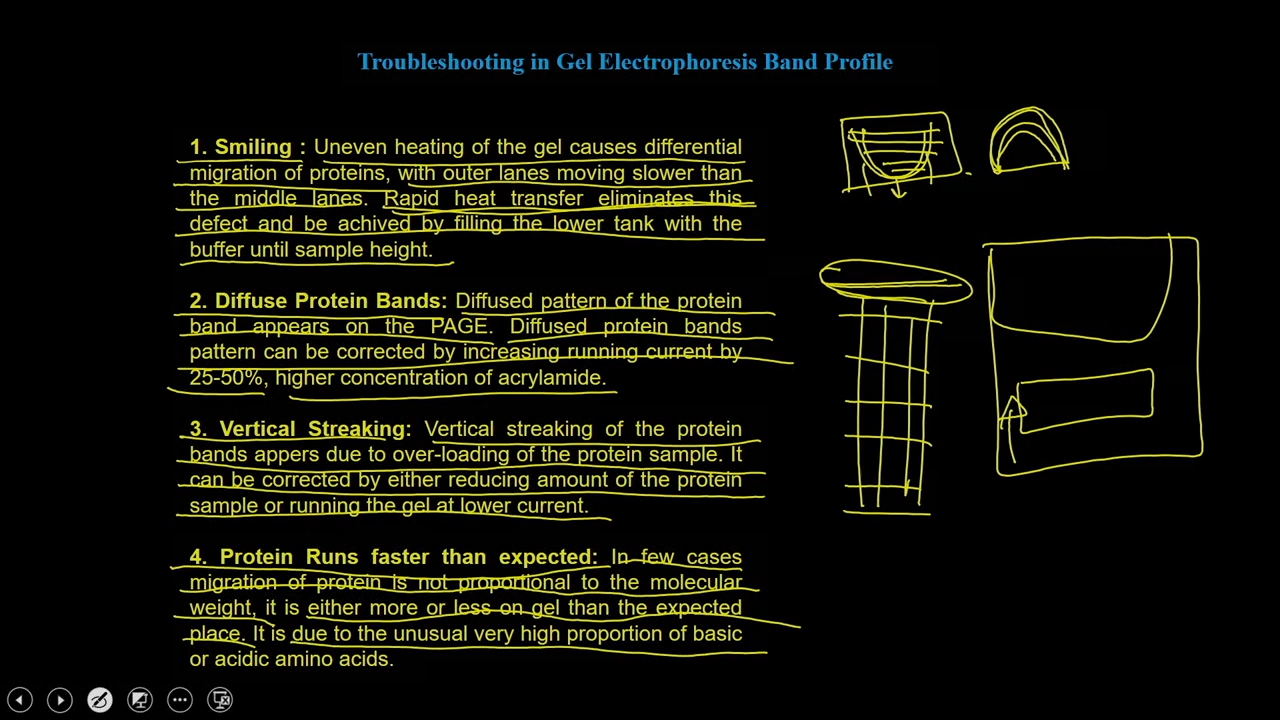 Troubleshooting in Gel Electrophoresis Band Profile
1. Smiling : Uneven heating of the gel causes differential
migration of proteins, with outer lanes moving slower than
the middle lanes. Rapid heat transfer eliminates this
defect and be achived by filling the lower tank with the
buffer until sample height.
2. Diffuse Protein Bands: Diffused pattern of the protein
band appears on the PAGE. Diffused protein bands
pattern can be corrected by increasing running current by
25-50%, higher concentration of acrylamide.
3. Vertical Streaking: Vertical streaking of the protein
bands appers due to over-loading of the protein sample. It
can be corrected by either reducing amount of the protein
sample or running the gel at lower current.
4. Protein Runs faster than expected: In few cases
migration of protein is not proportional to the molecular
weight, it is either more or less on gel than the expected
place. It is due to the unusual very high proportion of basic
or acidic amino acids.